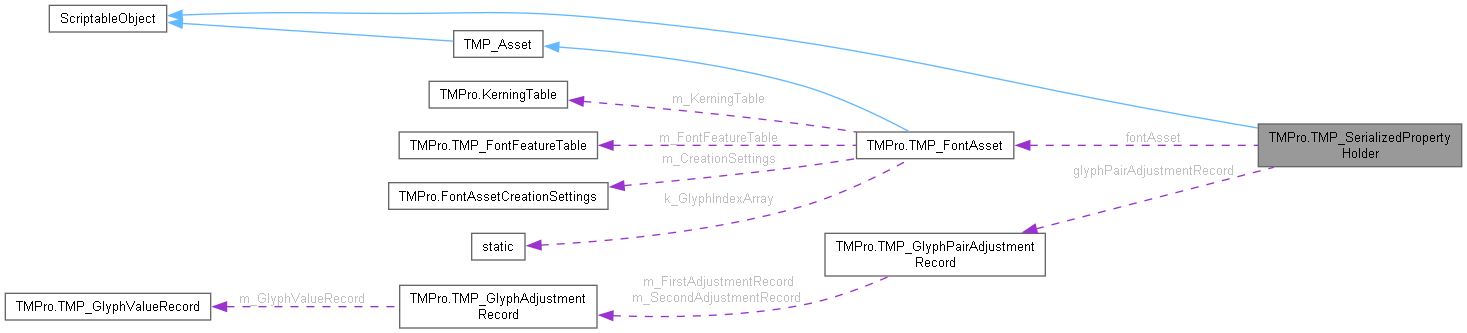 ScriptableObject
TMP_Asset
TMPro.KerningTable
m_KerningTable
TMPro.TMP_FontFeatureTable
m_FontFeatureTable
TMPro.TMP_FontAsset
fontAsset
TMPro.TMP_SerializedProperty
Holder
m_CreationSettings
glyphPairAdjustmentRecord
TMPro.FontAssetCreationSettings
k_GlyphIndexArray
static
TMPro.TMP_GlyphPairAdjustment
Record
m_FirstAdjustmentRecord
m_SecondAdjustmentRecord
TMPro.TMP_GlyphValueRecord
m_GlyphValueRecord
TMPro.TMP_GlyphAdjustment
Record